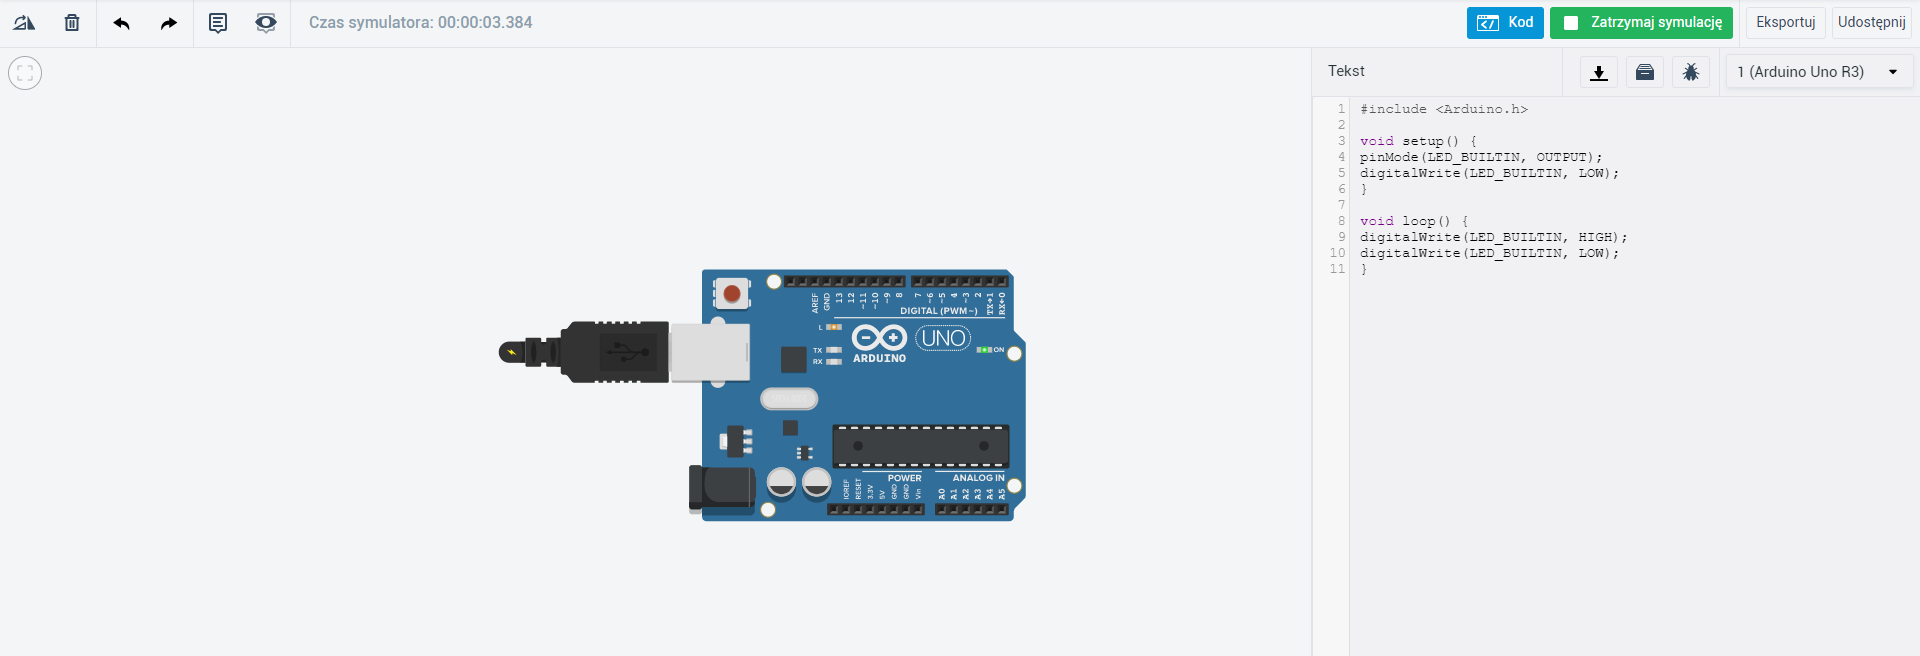 Czas symulatora: 00:00:03.384
Kod
Zatrzymaj symulację
Eksportuj
Udostępnij
Tekst
1 (Arduino Uno R3)
1 #include <Arduino.h>
2
3 void setup() {
4 pinMode(LED_BUILTIN, OUTPUT);
5 digitalWrite(LED_BUILTIN, LOW);
6 }
7
8 void loop() {
9 digitalWrite(LED_BUILTIN, HIGH);
10 digitalWrite(LED_BUILTIN, LOW);
11 }
AREF GND 13 12 ~11 ~10 ~9 8 7 ~6 ~5 4 ~3 2 TX→1 RX←0
DIGITAL (PWM~)
L
TX
RX
ARDUINO
UNO
ON
POWER
ANALOG IN
IOREF RESET 3.3V 5V GND GND Vin A0 A1 A2 A3 A4 A5